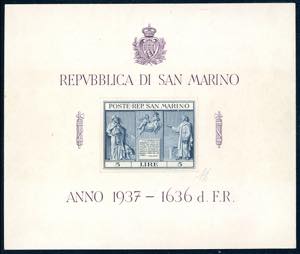 REPVBBLICA DI SAN MARINO
POSTE REP. SAN MARINO
5 LIRE 5
ANNO 1937 – 1636 d. F. R.